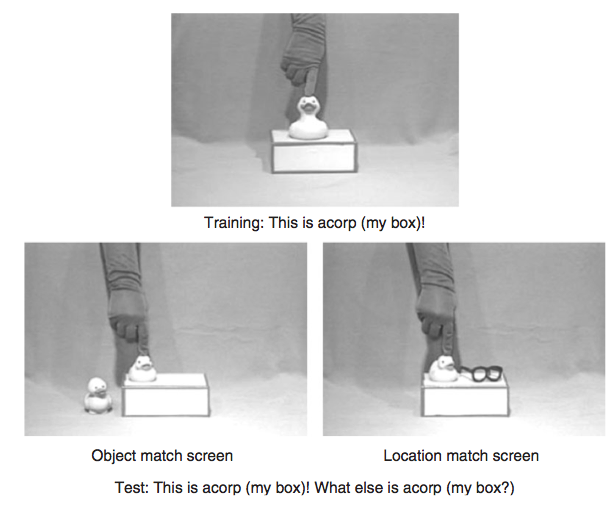 Training: This is acorp (my box)!
Object match screen
Location match screen
Test: This is acorp (my box)! What else is acorp (my box?)